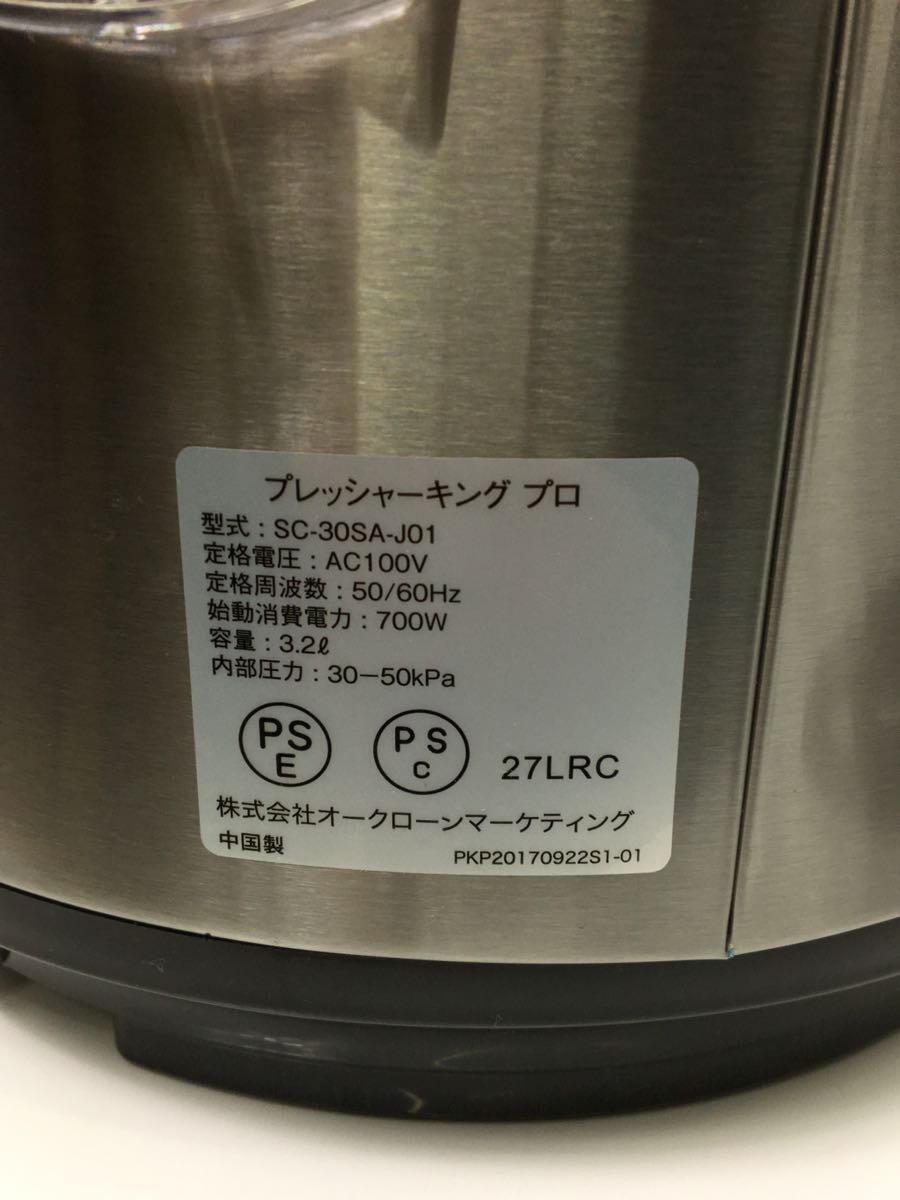 プレッシャーキング プロ
型式：SC-30SA-J01
定格電圧：AC100V
定格周波数：50/60Hz
始動消費電力：700W
容量：3.2ℓ
内部圧力：30−50kPa
PS E
PS C
27LRC
株式会社オークローンマーケティング
中国製
PKP20170922S1-01